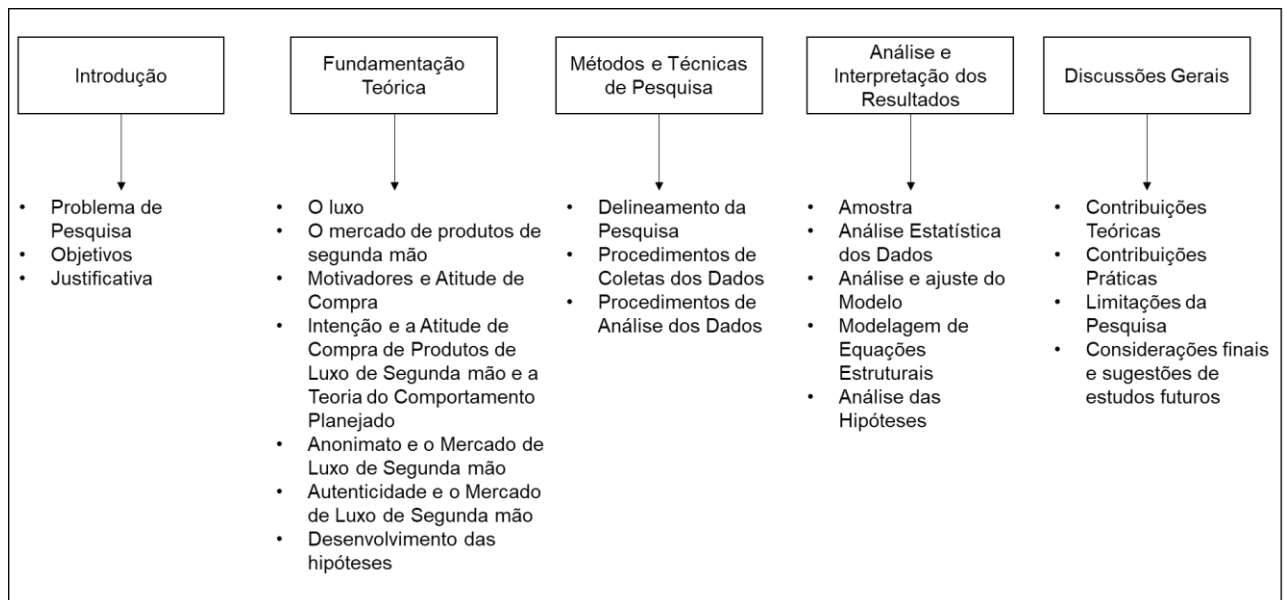 Introdução
Problema de
Pesquisa
Objetivos
Justificativa
Fundamentação
Teórica
O luxo
O mercado de produtos de
segunda mão
Motivadores e Atitude de
Compra
Intenção e a Atitude de
Compra de Produtos de
Luxo de Segunda mão e a
Teoria do Comportamento
Planejado
Anonimato e o Mercado de
Luxo de Segunda mão
Autenticidade e o Mercado
de Luxo de Segunda mão
Desenvolvimento das
hipóteses
Métodos e Técnicas
de Pesquisa
Delineamento da
Pesquisa
Procedimentos de
Coletas dos Dados
Procedimentos de
Análise dos Dados
Análise e
Interpretação dos
Resultados
Amostra
Análise Estatística
dos Dados
Análise e ajuste do
Modelo
Modelagem de
Equações
Estruturais
Análise das
Hipóteses
Discussões Gerais
Contribuições
Teóricas
Contribuições
Práticas
Limitações da
Pesquisa
Considerações finais
e sugestões de
estudos futuros